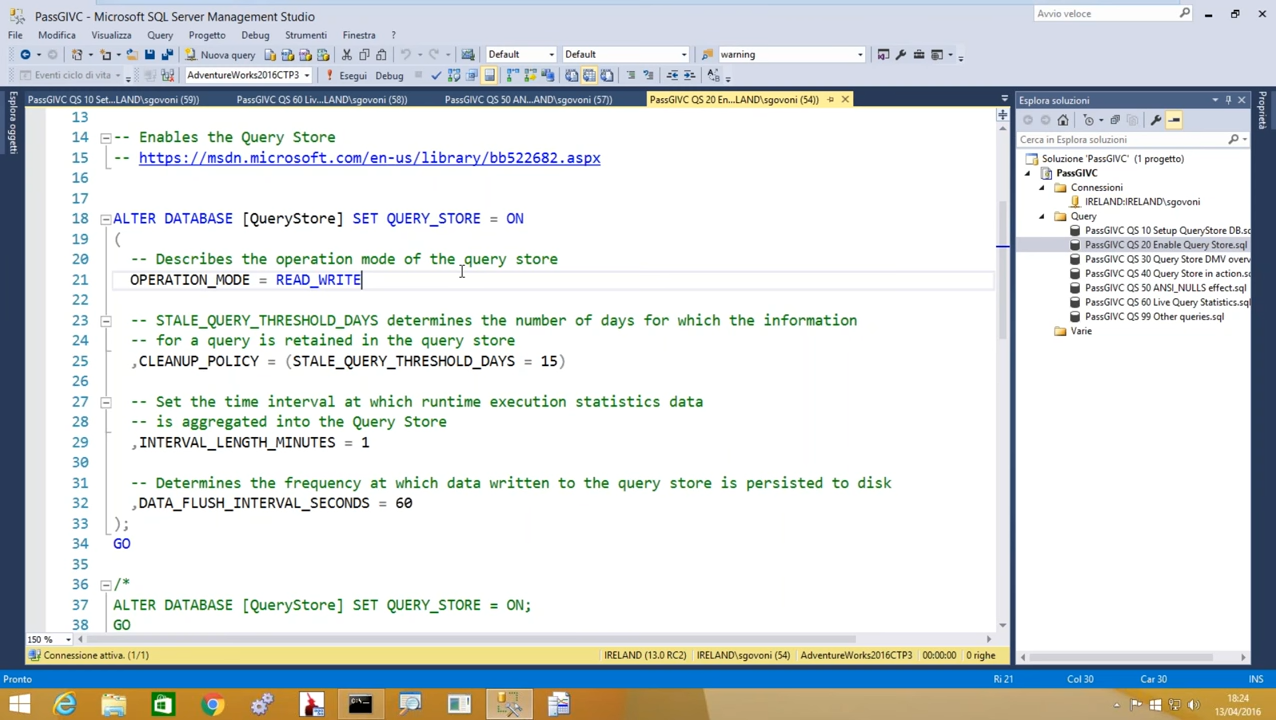 PassGIVC - Microsoft SQL Server Management Studio
Avvio veloce
File Modifica Visualizza Query Progetto Debug Strumenti Finestra ?
Nuova query Default Default warning
Eventi ciclo di vita AdventureWorks2016CTP3 Esegui Debug
PassGIVC QS 10 Set...LAND\sgovoni (59)) PassGIVC QS 60 Liv...LAND\sgovoni (58)) PassGIVC QS 50 AN...AND\sgovoni (57)) PassGIVC QS 20 En...LAND\sgovoni (54))
Esplora oggetti
13
14 -- Enables the Query Store
15 -- https://msdn.microsoft.com/en-us/library/bb522682.aspx
16
17
18 ALTER DATABASE [QueryStore] SET QUERY_STORE = ON
19 (
20 -- Describes the operation mode of the query store
21 OPERATION_MODE = READ_WRITE
22
23 -- STALE_QUERY_THRESHOLD_DAYS determines the number of days for which the information
24 -- for a query is retained in the query store
25 ,CLEANUP_POLICY = (STALE_QUERY_THRESHOLD_DAYS = 15)
26
27 -- Set the time interval at which runtime execution statistics data
28 -- is aggregated into the Query Store
29 ,INTERVAL_LENGTH_MINUTES = 1
30
31 -- Determines the frequency at which data written to the query store is persisted to disk
32 ,DATA_FLUSH_INTERVAL_SECONDS = 60
33 );
34 GO
35
36 /*
37 ALTER DATABASE [QueryStore] SET QUERY_STORE = ON;
38 GO
150 %
Connessione attiva. (1/1) IRELAND (13.0 RC2) IRELAND\sgovoni (54) AdventureWorks2016CTP3 00:00:00 0 righe
Esplora soluzioni
Cerca in Esplora soluzioni
Soluzione 'PassGIVC' (1 progetto)
PassGIVC
Connessioni
IRELAND:IRELAND\sgovoni
Query
PassGIVC QS 10 Setup QueryStore DB.sc
PassGIVC QS 20 Enable Query Store.sql
PassGIVC QS 30 Query Store DMV overv
PassGIVC QS 40 Query Store in action.sc
PassGIVC QS 50 ANSI_NULLS effect.sql
PassGIVC QS 60 Live Query Statistics.sql
PassGIVC QS 99 Other queries.sql
Varie
Proprietà
Pronto Ri 21 Col 30 Car 30 INS
18:24
13/04/2016